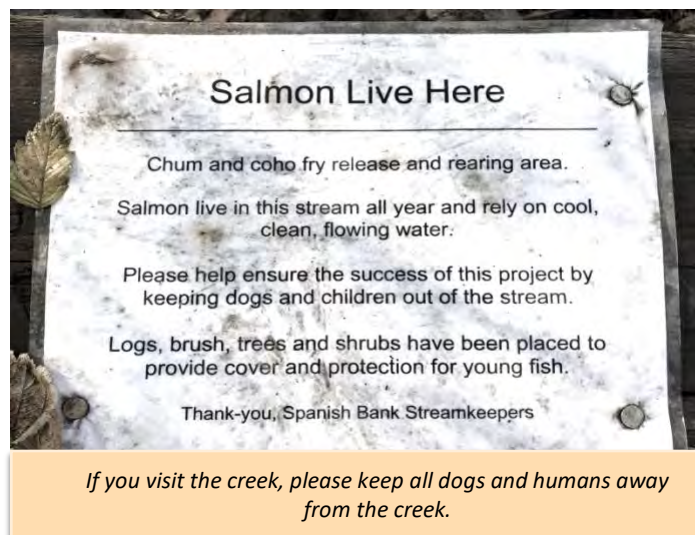 Salmon Live Here
Chum and coho fry release and rearing area.
Salmon live in this stream all year and rely on cool,
clean, flowing water.
Please help ensure the success of this project by
keeping dogs and children out of the stream.
Logs, brush, trees and shrubs have been placed to
provide cover and protection for young fish.
Thank-you, Spanish Bank Streamkeepers
If you visit the creek, please keep all dogs and humans away
from the creek.